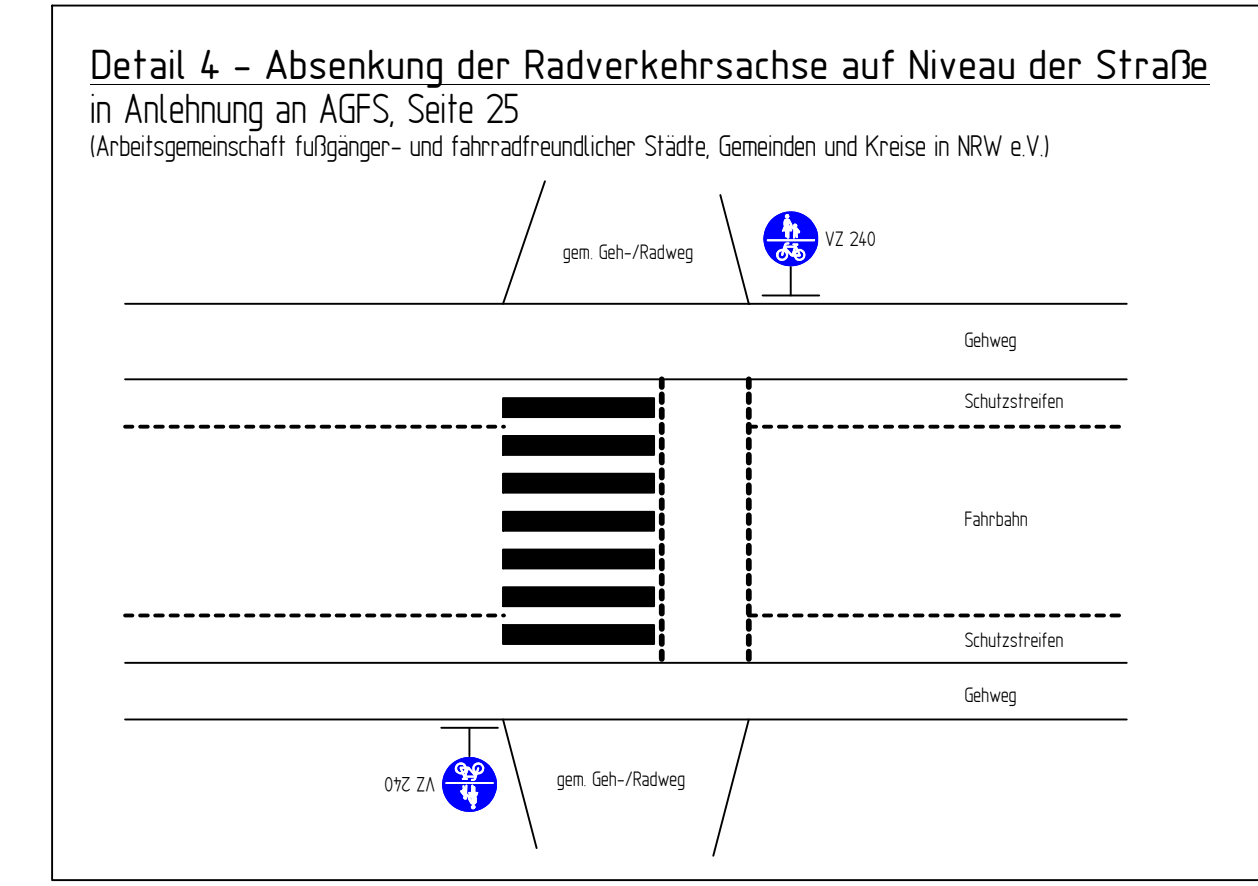 Detail 4 - Absenkung der Radverkehrsachse auf Niveau der Straße
in Anlehnung an AGFS, Seite 25
(Arbeitsgemeinschaft fußgänger- und fahrradfreundlicher Städte, Gemeinden und Kreise in NRW e.V.)
gem. Geh-/Radweg
VZ 240
Gehweg
Schutzstreifen
Fahrbahn
Schutzstreifen
Gehweg
VZ 240
gem. Geh-/Radweg